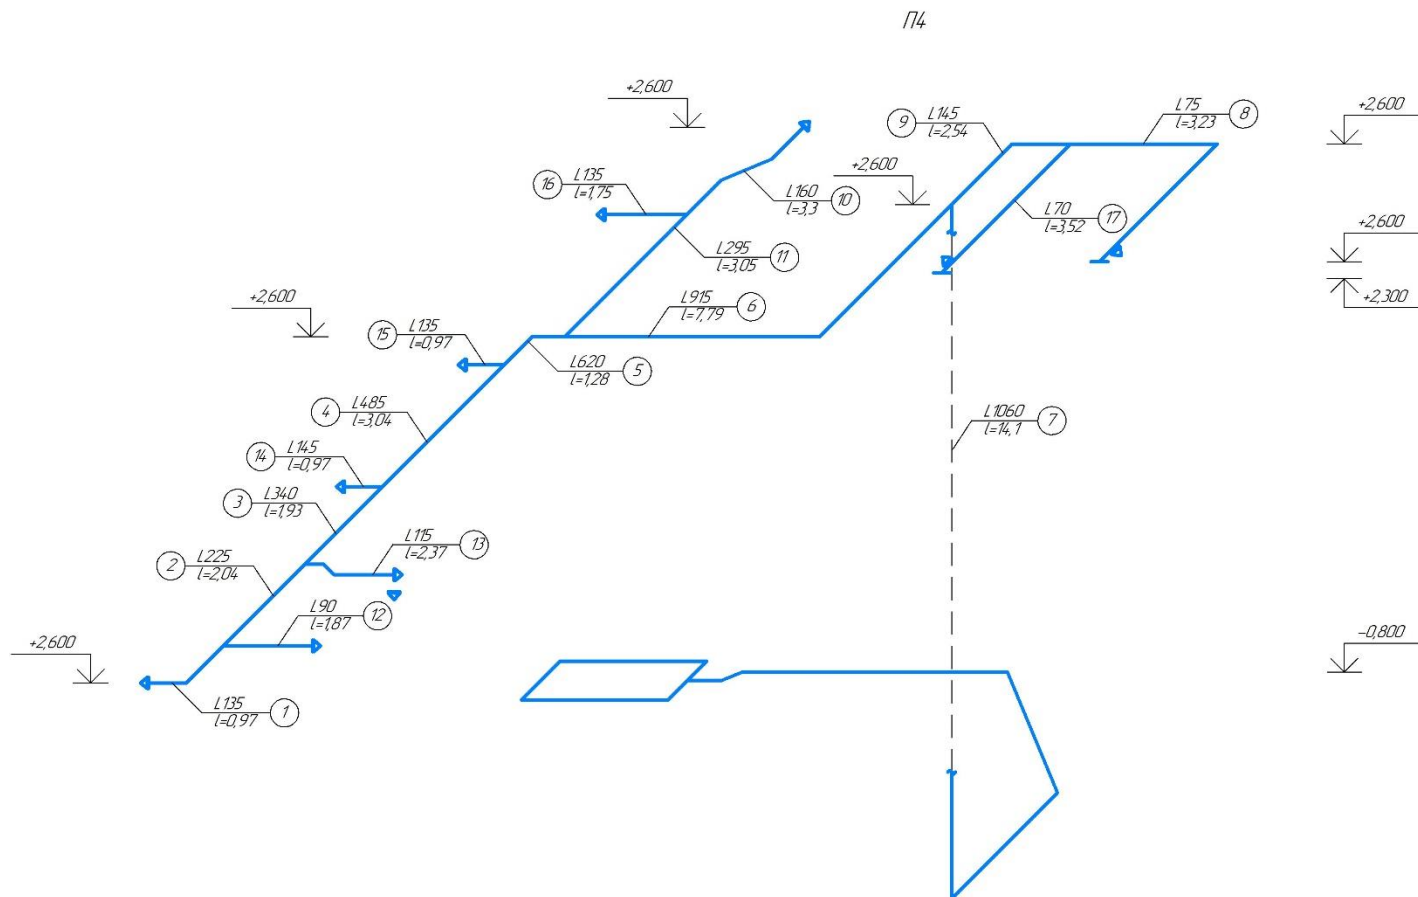 П4
+2,600
+2,600
L145
l=2,54
9
L75
l=3,23
8
+2,600
16
L135
l=1,75
L160
l=3,3
10
L70
l=3,52
17
+2,600
L295
l=3,05
11
+2,600
+2,300
+2,600
L915
l=7,79
6
15
L135
l=0,97
L620
l=1,28
5
4
L485
l=3,04
L1060
l=14,1
7
14
L145
l=0,97
3
L340
l=1,93
L115
l=2,37
13
2
L225
l=2,04
L90
l=1,87
12
+2,600
-0,800
L135
l=0,97
1